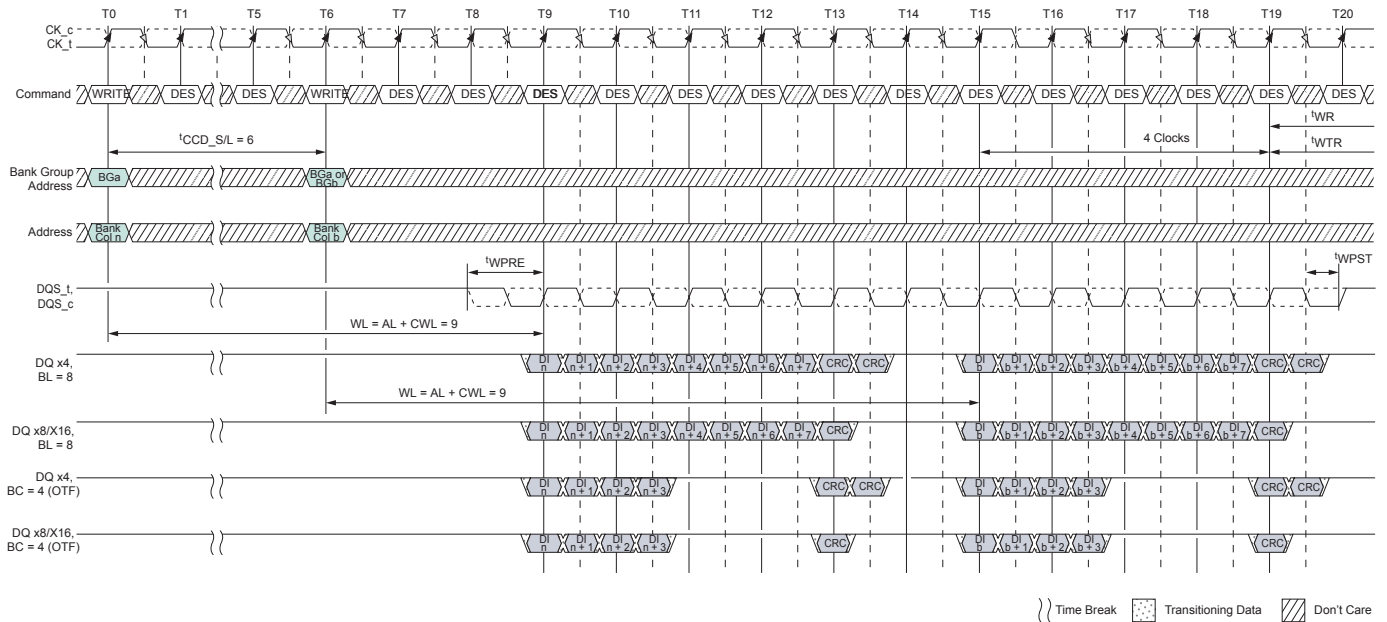 T0 T1 T5 T6 T7 T8 T9 T10 T11 T12 T13 T14 T15 T16 T17 T18 T19 T20
CK_c
CK_t
Command WRITE DES DES WRITE DES DES DES DES DES DES DES DES DES DES DES DES DES DES
tWR
tCCD_S/L = 6
4 Clocks
tWTR
Bank Group
Address
BGa
BGa or
BGb
Address
Bank
Col n
Bank
Col b
tWPRE
tWPST
DQS_t,
DQS_c
WL = AL + CWL = 9
DQ x4,
BL = 8
DI n DI n + 1 DI n + 2 DI n + 3 DI n + 4 DI n + 5 DI n + 6 DI n + 7 CRC CRC DI b DI b + 1 DI b + 2 DI b + 3 DI b + 4 DI b + 5 DI b + 6 DI b + 7 CRC CRC
WL = AL + CWL = 9
DQ x8/X16,
BL = 8
DI n DI n + 1 DI n + 2 DI n + 3 DI n + 4 DI n + 5 DI n + 6 DI n + 7 CRC DI b DI b + 1 DI b + 2 DI b + 3 DI b + 4 DI b + 5 DI b + 6 DI b + 7 CRC
DQ x4,
BC = 4 (OTF)
DI n DI n + 1 DI n + 2 DI n + 3 CRC CRC DI b DI b + 1 DI b + 2 DI b + 3 CRC CRC
DQ x8/X16,
BC = 4 (OTF)
DI n DI n + 1 DI n + 2 DI n + 3 CRC DI b DI b + 1 DI b + 2 DI b + 3 CRC
Time Break Transitioning Data Don't Care